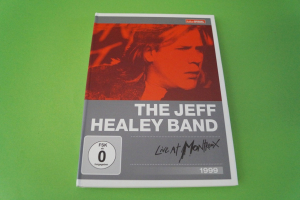 THE JEFF
HEALEY BAND
Live At Montreux
FSK
0
1999